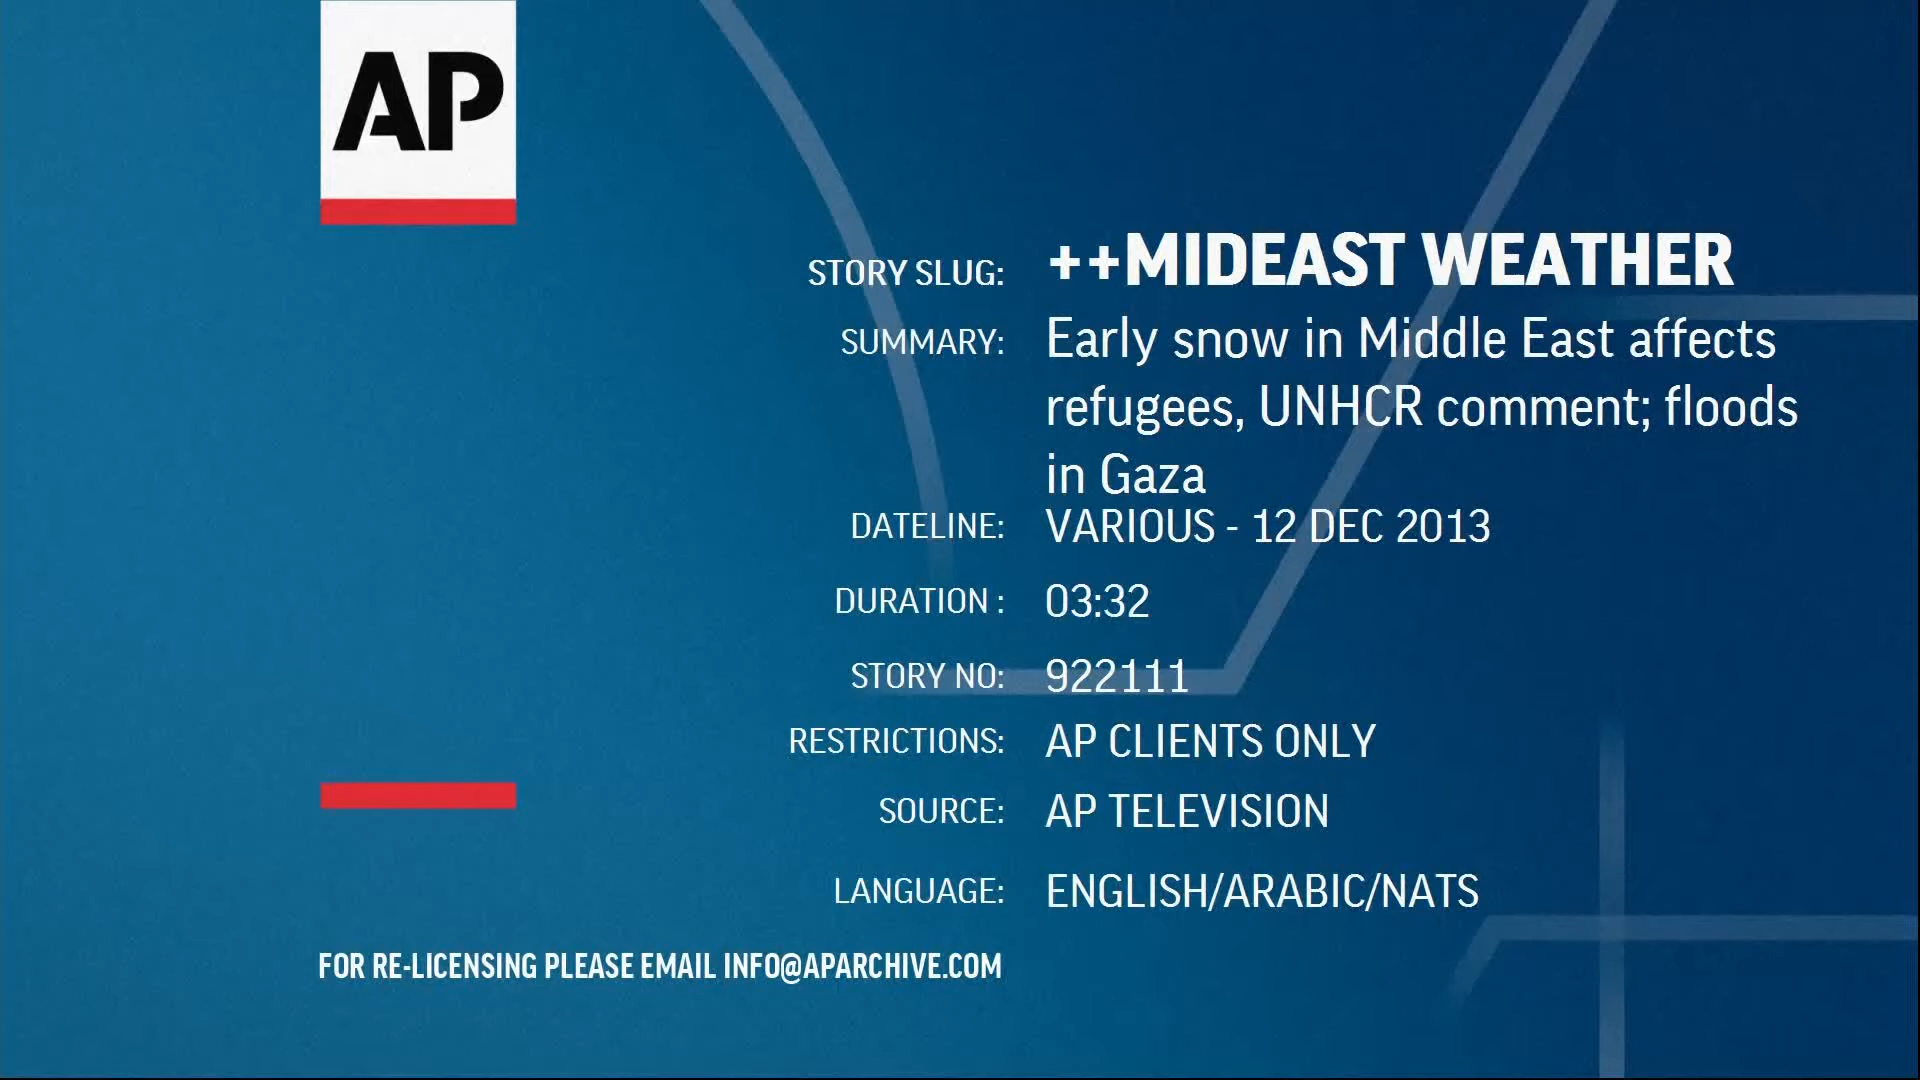 AP
STORY SLUG: ++MIDEAST WEATHER
SUMMARY: Early snow in Middle East affects
refugees, UNHCR comment; floods
in Gaza
DATELINE: VARIOUS - 12 DEC 2013
DURATION : 03:32
STORY NO: 922111
RESTRICTIONS: AP CLIENTS ONLY
SOURCE: AP TELEVISION
LANGUAGE: ENGLISH/ARABIC/NATS
FOR RE-LICENSING PLEASE EMAIL INFO@APARCHIVE.COM